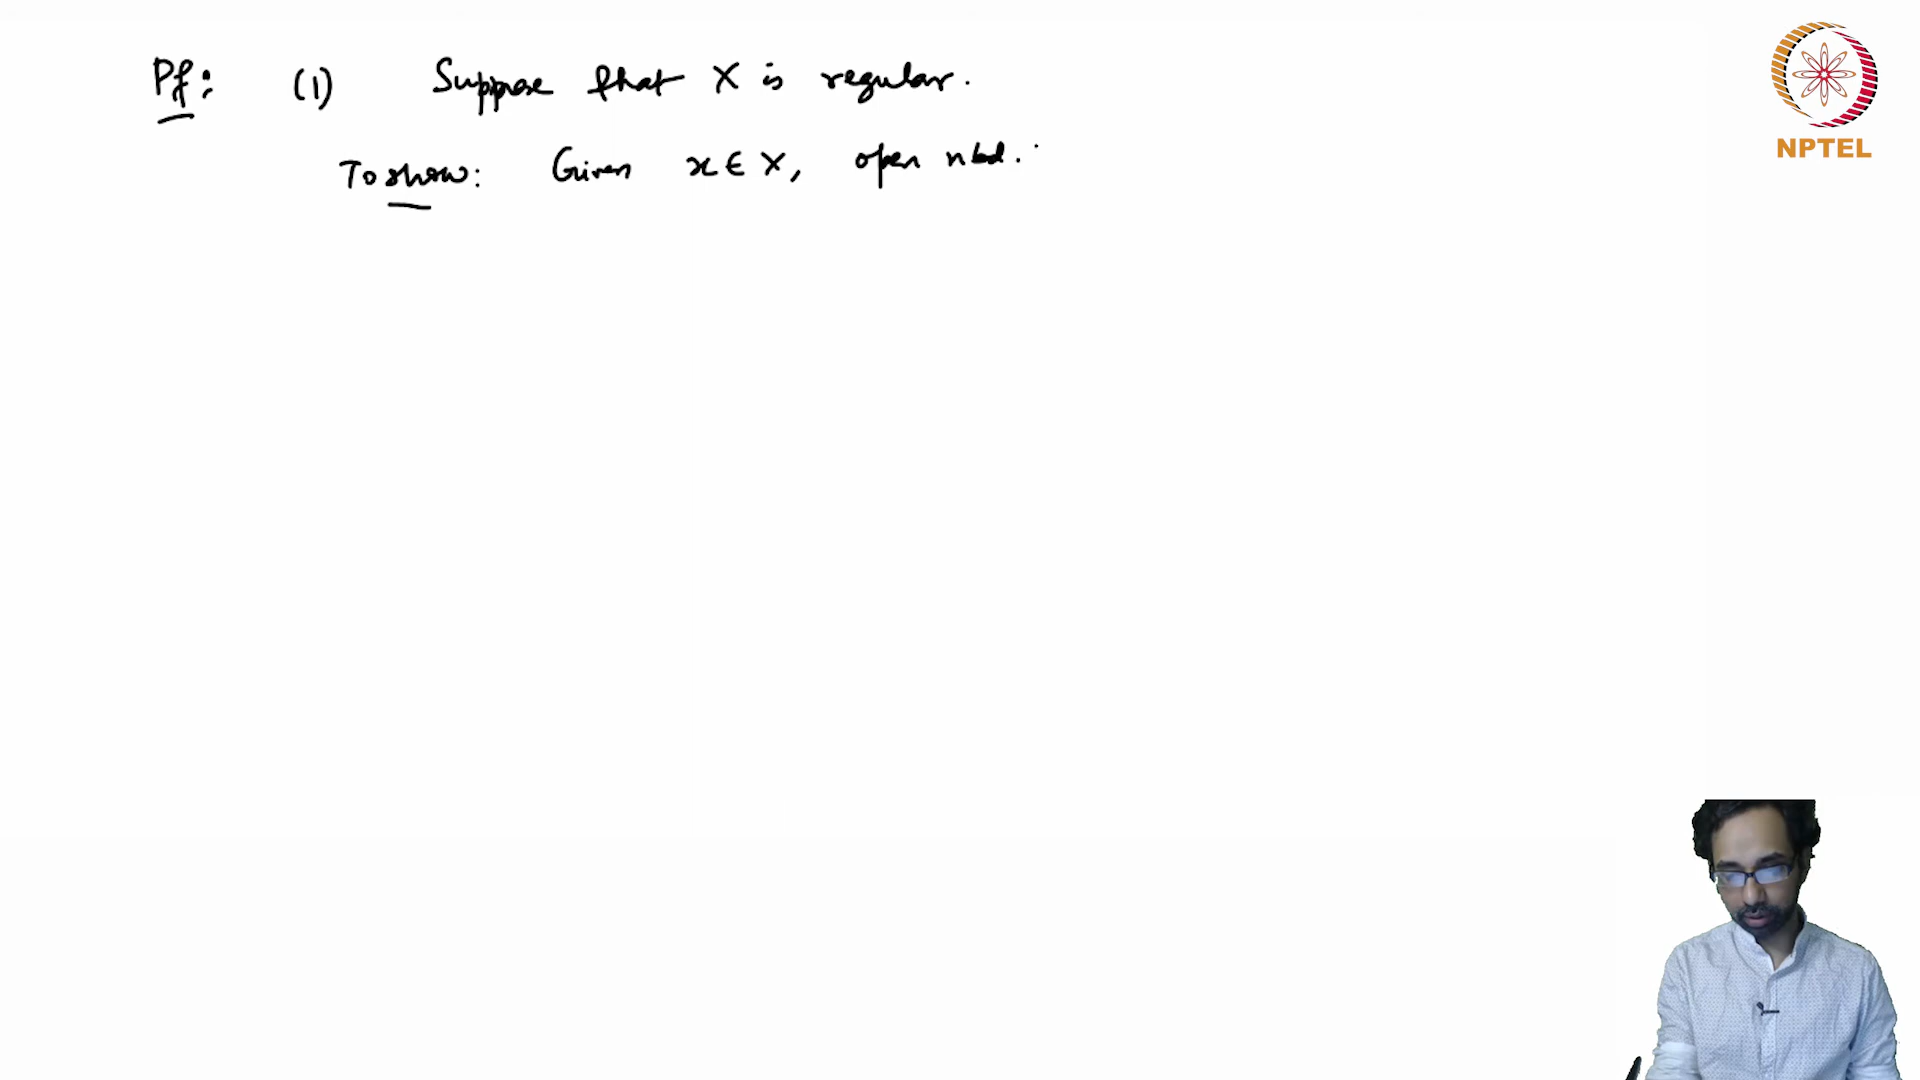 Pf: (1) Suppose that X is regular.
To show: Given x ∈ X, open nbd.
NPTEL